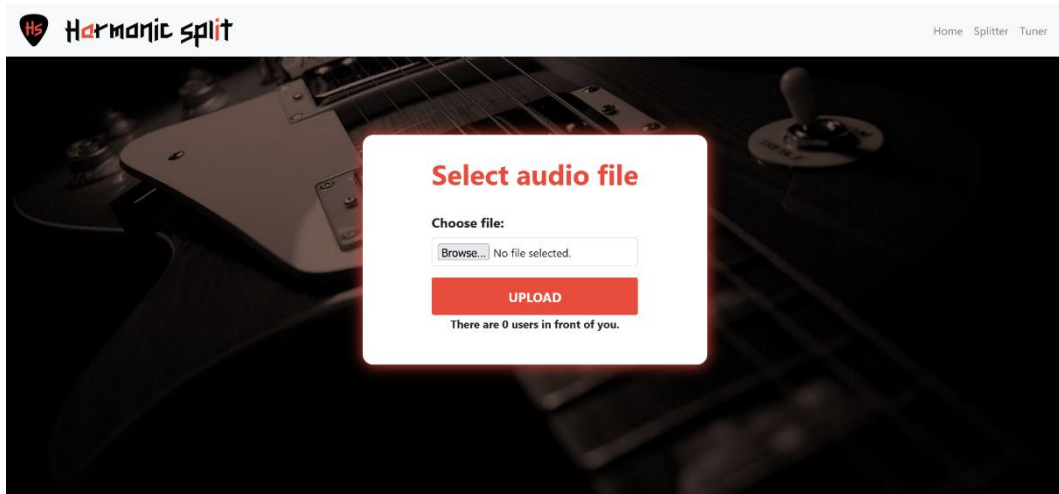 Hs Harmonic split
Home Splitter Tuner
TREBLE
Select audio file
Choose file:
Browse... No file selected.
UPLOAD
There are 0 users in front of you.